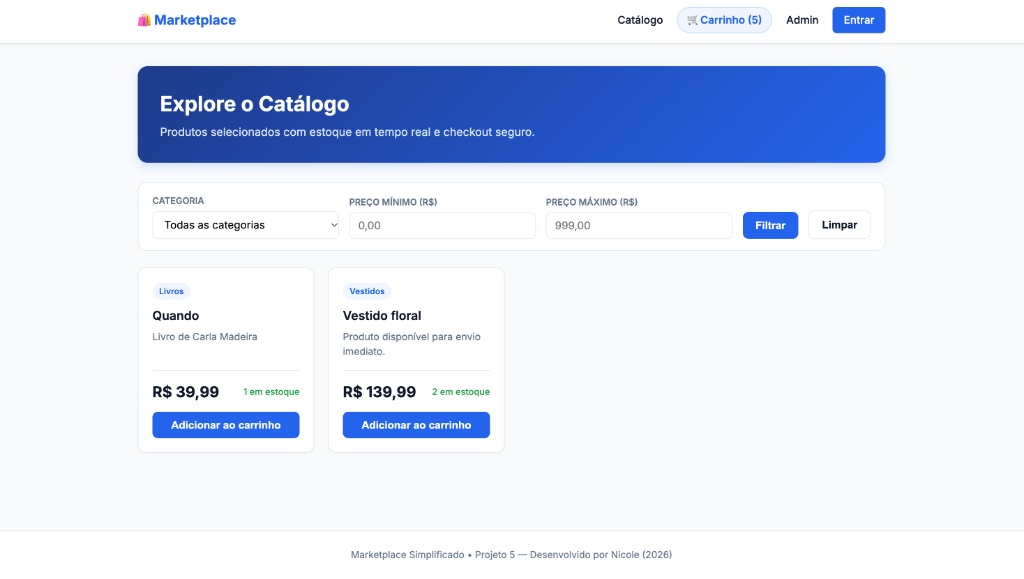 Marketplace
Catálogo
Carrinho (5)
Admin
Entrar
Explore o Catálogo
Produtos selecionados com estoque em tempo real e checkout seguro.
CATEGORIA
Todas as categorias
PREÇO MÍNIMO (R$)
0,00
PREÇO MÁXIMO (R$)
999,00
Filtrar
Limpar
Livros
Quando
Livro de Carla Madeira
R$ 39,99
1 em estoque
Adicionar ao carrinho
Vestidos
Vestido floral
Produto disponível para envio
imediato.
R$ 139,99
2 em estoque
Adicionar ao carrinho
Marketplace Simplificado • Projeto 5 — Desenvolvido por Nicole (2026)